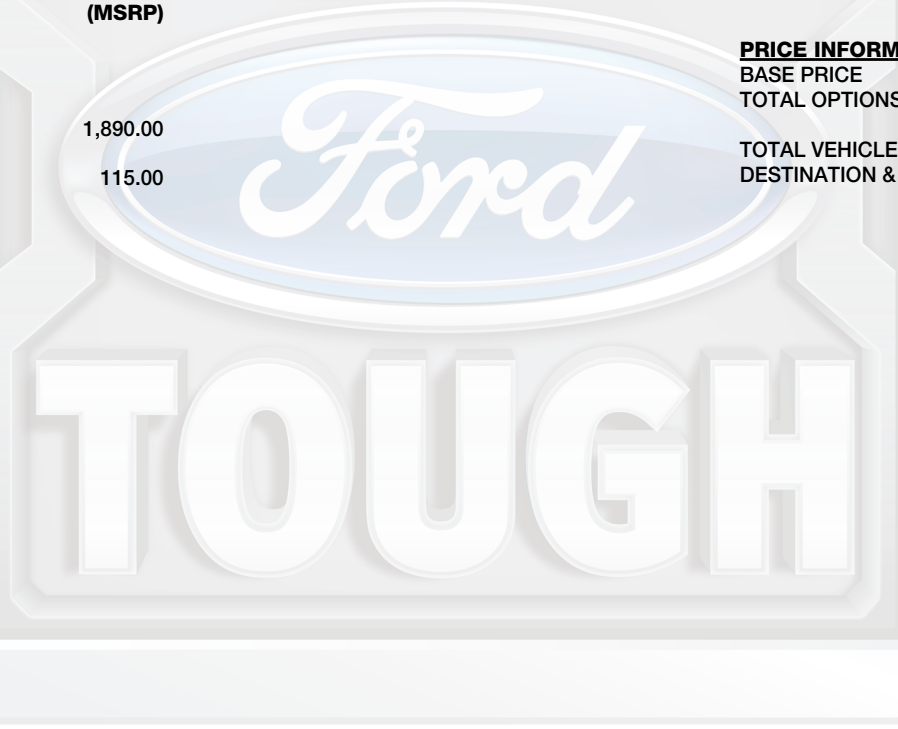 (MSRP)
1,890.00
115.00
PRICE INFORM
BASE PRICE
TOTAL OPTIONS
TOTAL VEHICLE
DESTINATION &
Ford
TOUGH